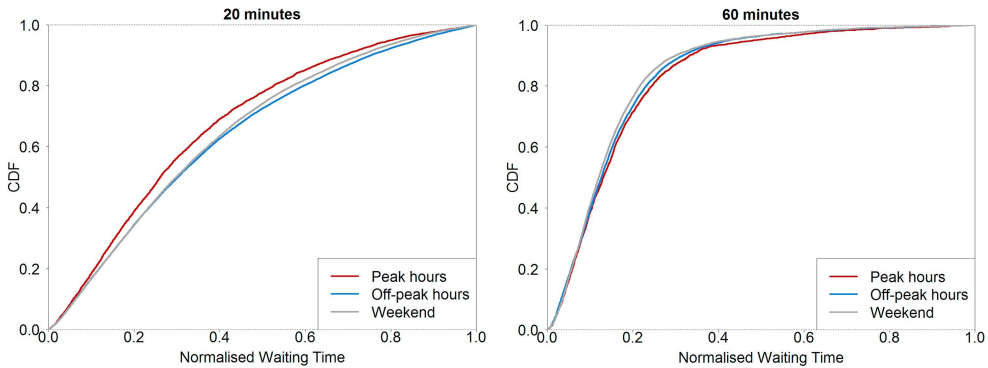 20 minutes
1.0
0.8
0.6
0.4
0.2
0.0
CDF
0.0 0.2 0.4 0.6 0.8 1.0
Normalised Waiting Time
Peak hours
Off-peak hours
Weekend
60 minutes
1.0
0.8
0.6
0.4
0.2
0.0
CDF
0.0 0.2 0.4 0.6 0.8 1.0
Normalised Waiting Time
Peak hours
Off-peak hours
Weekend